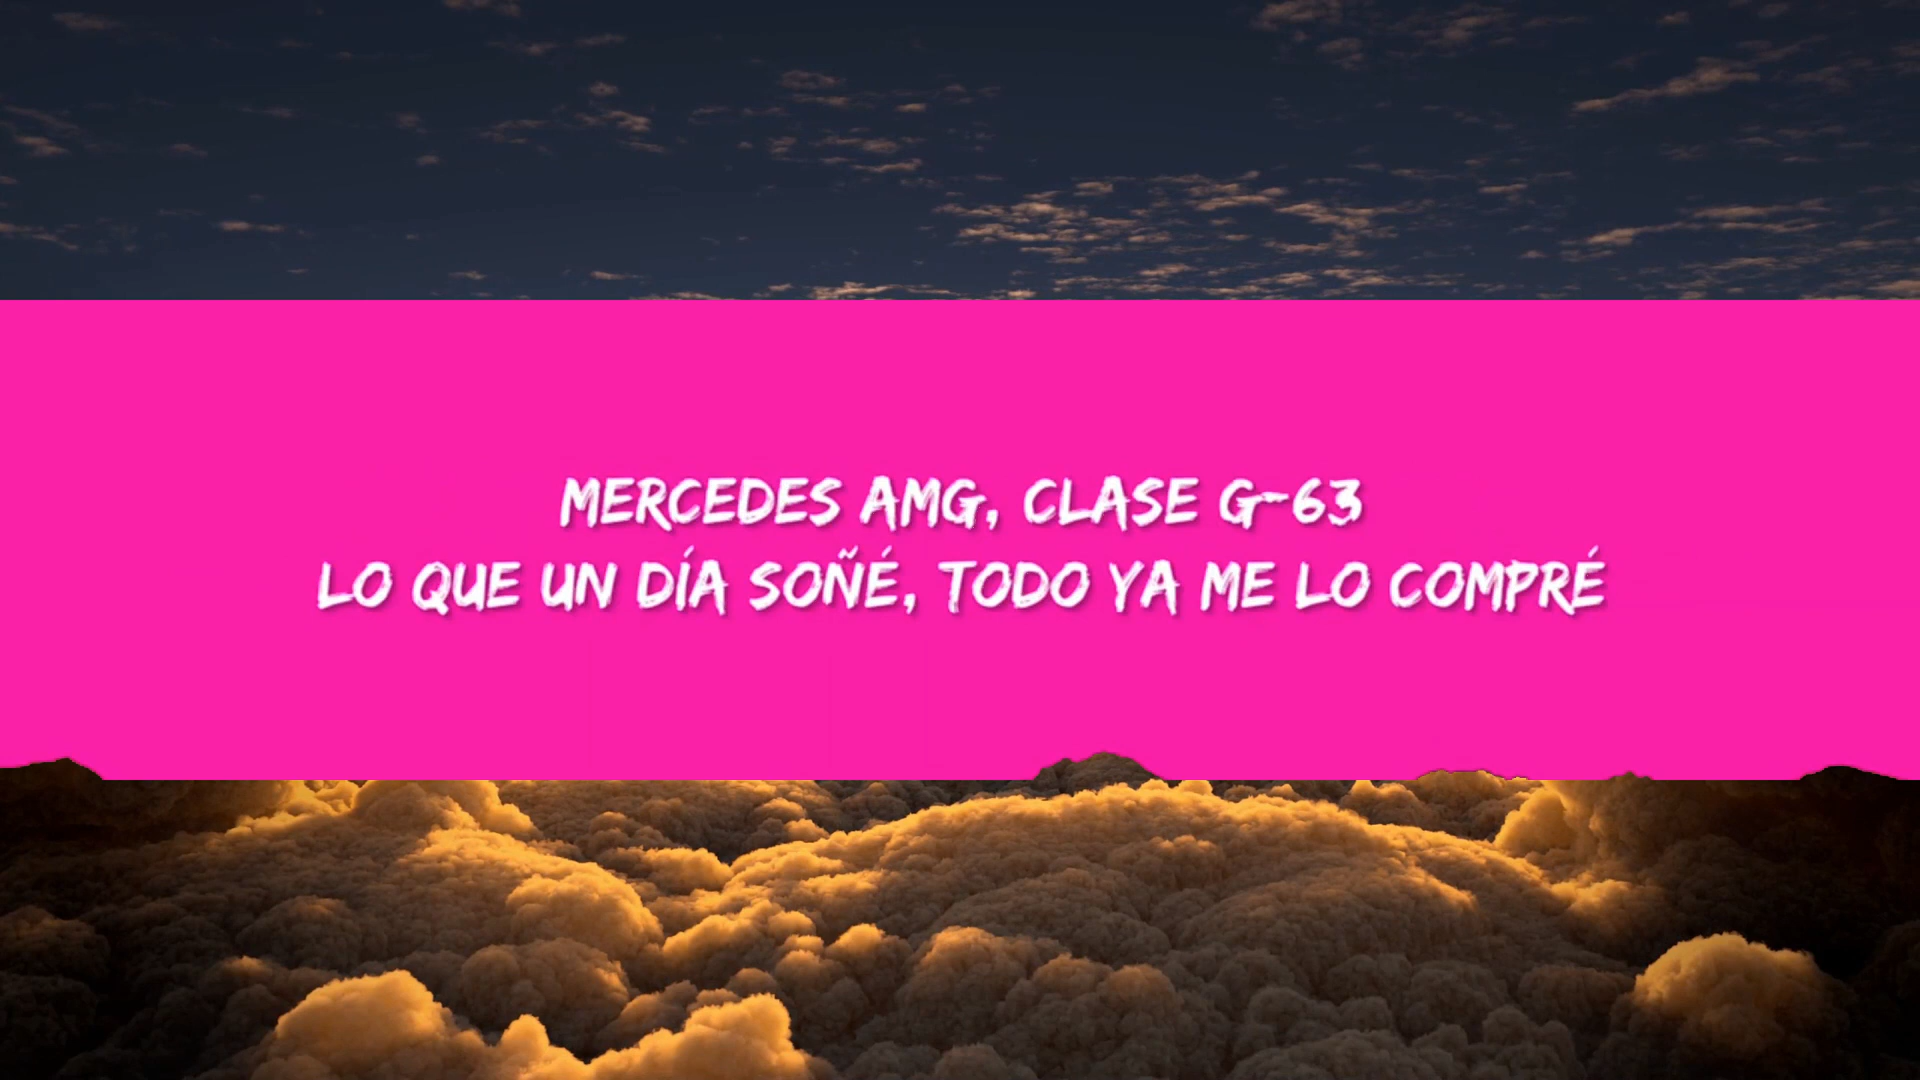 MERCEDES AMG, CLASE G-63
LO QUE UN DÍA SOÑÉ, TODO YA ME LO COMPRÉ